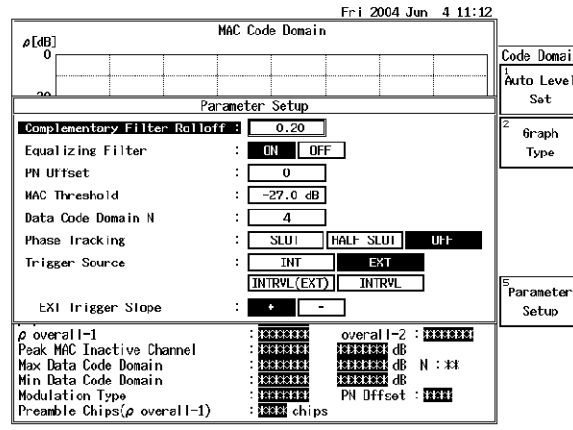 Fri 2004 Jun 4 11:12
MAC Code Domain
ρ[dB]
0
Code Domai
1 Auto Level
Set
2 Graph
Type
5 Parameter
Setup
Parameter Setup
Complementary Filter Rolloff : 0.20
Equalizing Filter : ON OFF
PN Offset : 0
MAC Threshold : -27.0 dB
Data Code Domain N : 4
Phase Tracking : SLOT HALF SLOT OFF
Trigger Source : INT EXT
INTRVL(EXT) INTRVL
EXT Trigger Slope : + -
ρ overall-1 : ******* overall-2 : *******
Peak MAC Inactive Channel : ******* ******* dB
Max Data Code Domain : ******* ******* dB N :**
Min Data Code Domain : ******* ******* dB
Modulation Type : ******* PN Offset : ****
Preamble Chips(ρ overall-1) : **** chips